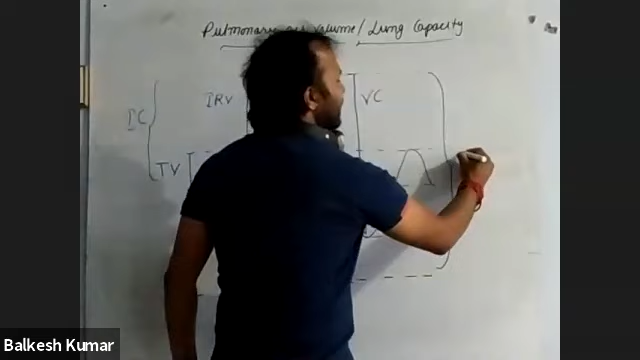 Pulmonary Volume/ Lung Capacity
IRV
VC
IC
TV
Balkesh Kumar